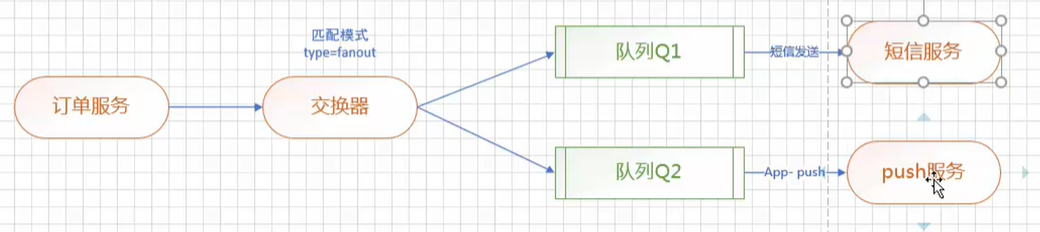 匹配模式
type=fanout
订单服务
交换器
队列Q1
短信发送
短信服务
队列Q2
App- push
push服务